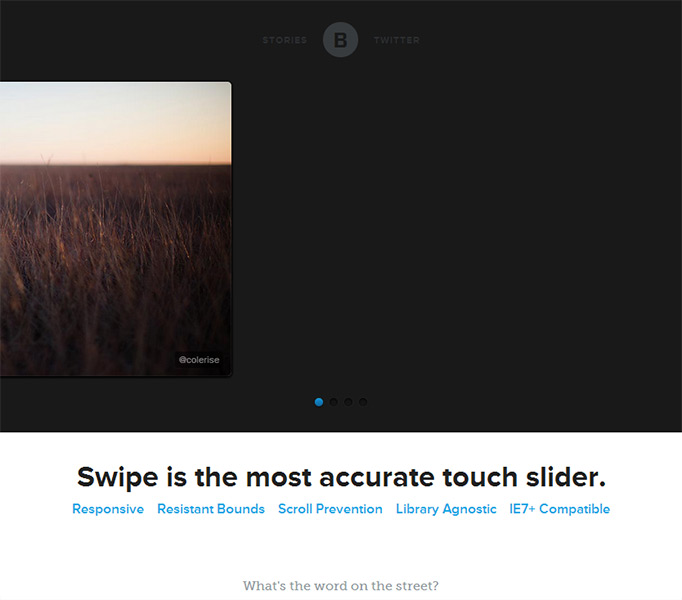 STORIES B TWITTER
@colerise
Swipe is the most accurate touch slider.
Responsive Resistant Bounds Scroll Prevention Library Agnostic IE7+ Compatible
What's the word on the street?